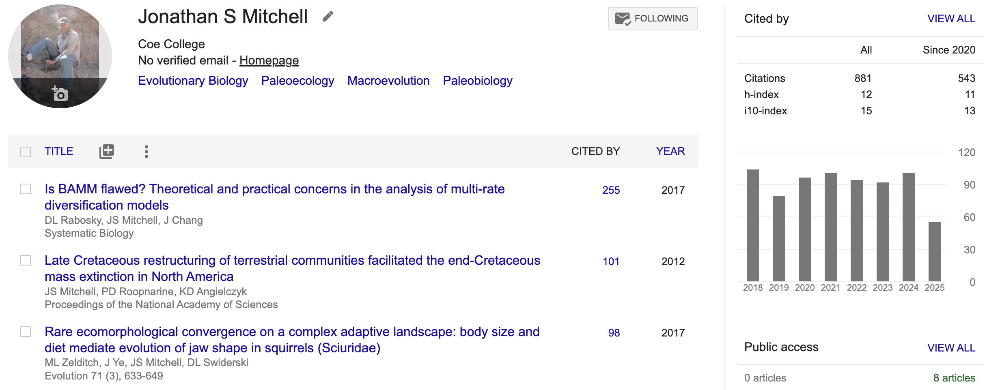 Jonathan S Mitchell
FOLLOWING
Coe College
No verified email - Homepage
Evolutionary Biology Paleoecology Macroevolution Paleobiology
TITLE CITED BY YEAR
Is BAMM flawed? Theoretical and practical concerns in the analysis of multi-rate 255 2017
diversification models
DL Rabosky, JS Mitchell, J Chang
Systematic Biology
Late Cretaceous restructuring of terrestrial communities facilitated the end-Cretaceous 101 2012
mass extinction in North America
JS Mitchell, PD Roopnarine, KD Angielczyk
Proceedings of the National Academy of Sciences
Rare ecomorphological convergence on a complex adaptive landscape: body size and 98 2017
diet mediate evolution of jaw shape in squirrels (Sciuridae)
ML Zelditch, J Ye, JS Mitchell, DL Swiderski
Evolution 71 (3), 633-649
Cited by VIEW ALL
All Since 2020
Citations 881 543
h-index 12 11
i10-index 15 13
120
90
60
30
0
2018 2019 2020 2021 2022 2023 2024 2025
Public access VIEW ALL
0 articles 8 articles